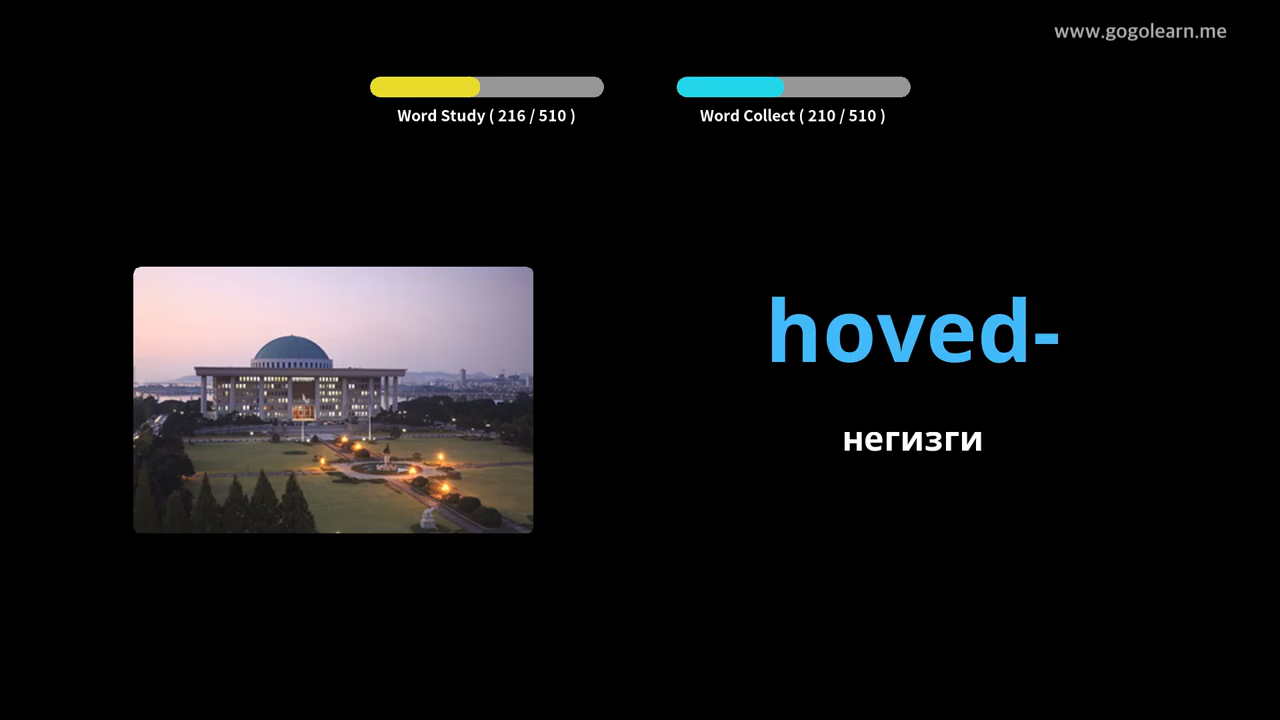 www.gogolearn.me
Word Study ( 216 / 510 )
Word Collect ( 210 / 510 )
hoved-
негизги